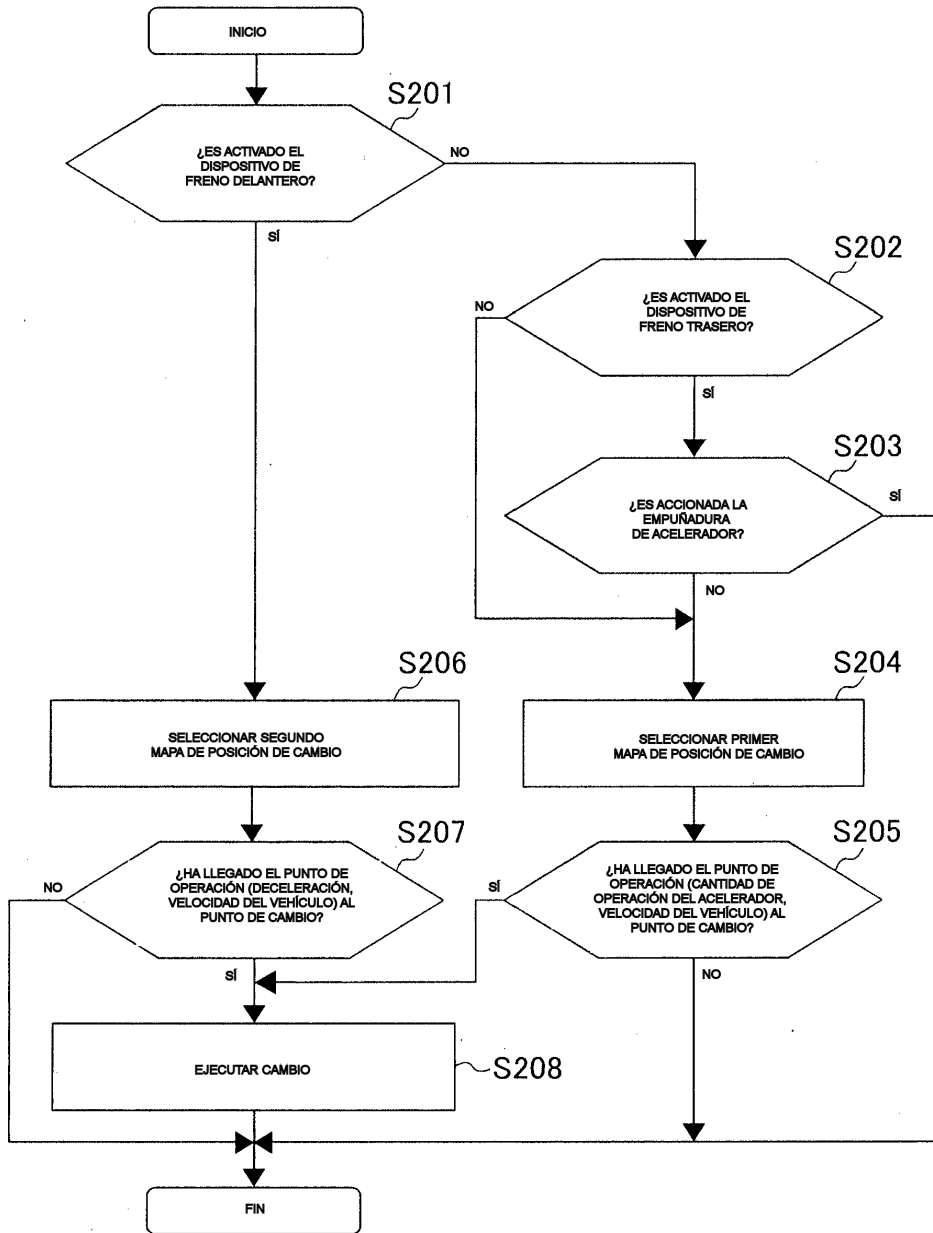 INICIO
S201
¿ES ACTIVADO EL
DISPOSITIVO DE
FRENO DELANTERO?
NO
SÍ
S202
¿ES ACTIVADO EL
DISPOSITIVO DE
FRENO TRASERO?
NO
SÍ
S203
¿ES ACCIONADA LA
EMPUÑADURA
DE ACELERADOR?
SÍ
NO
S206
SELECCIONAR SEGUNDO
MAPA DE POSICIÓN DE CAMBIO
S204
SELECCIONAR PRIMER
MAPA DE POSICIÓN DE CAMBIO
S207
¿HA LLEGADO EL PUNTO DE
OPERACIÓN (DECELERACIÓN,
VELOCIDAD DEL VEHÍCULO) AL
PUNTO DE CAMBIO?
NO
SÍ
S205
¿HA LLEGADO EL PUNTO DE
OPERACIÓN (CANTIDAD DE
OPERACIÓN DEL ACELERADOR,
VELOCIDAD DEL VEHÍCULO) AL
PUNTO DE CAMBIO?
SÍ
NO
EJECUTAR CAMBIO
S208
FIN